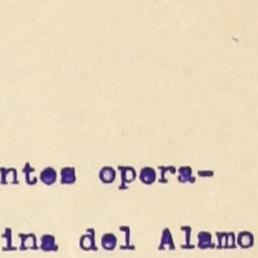 ntes opera-
ina del Alamo